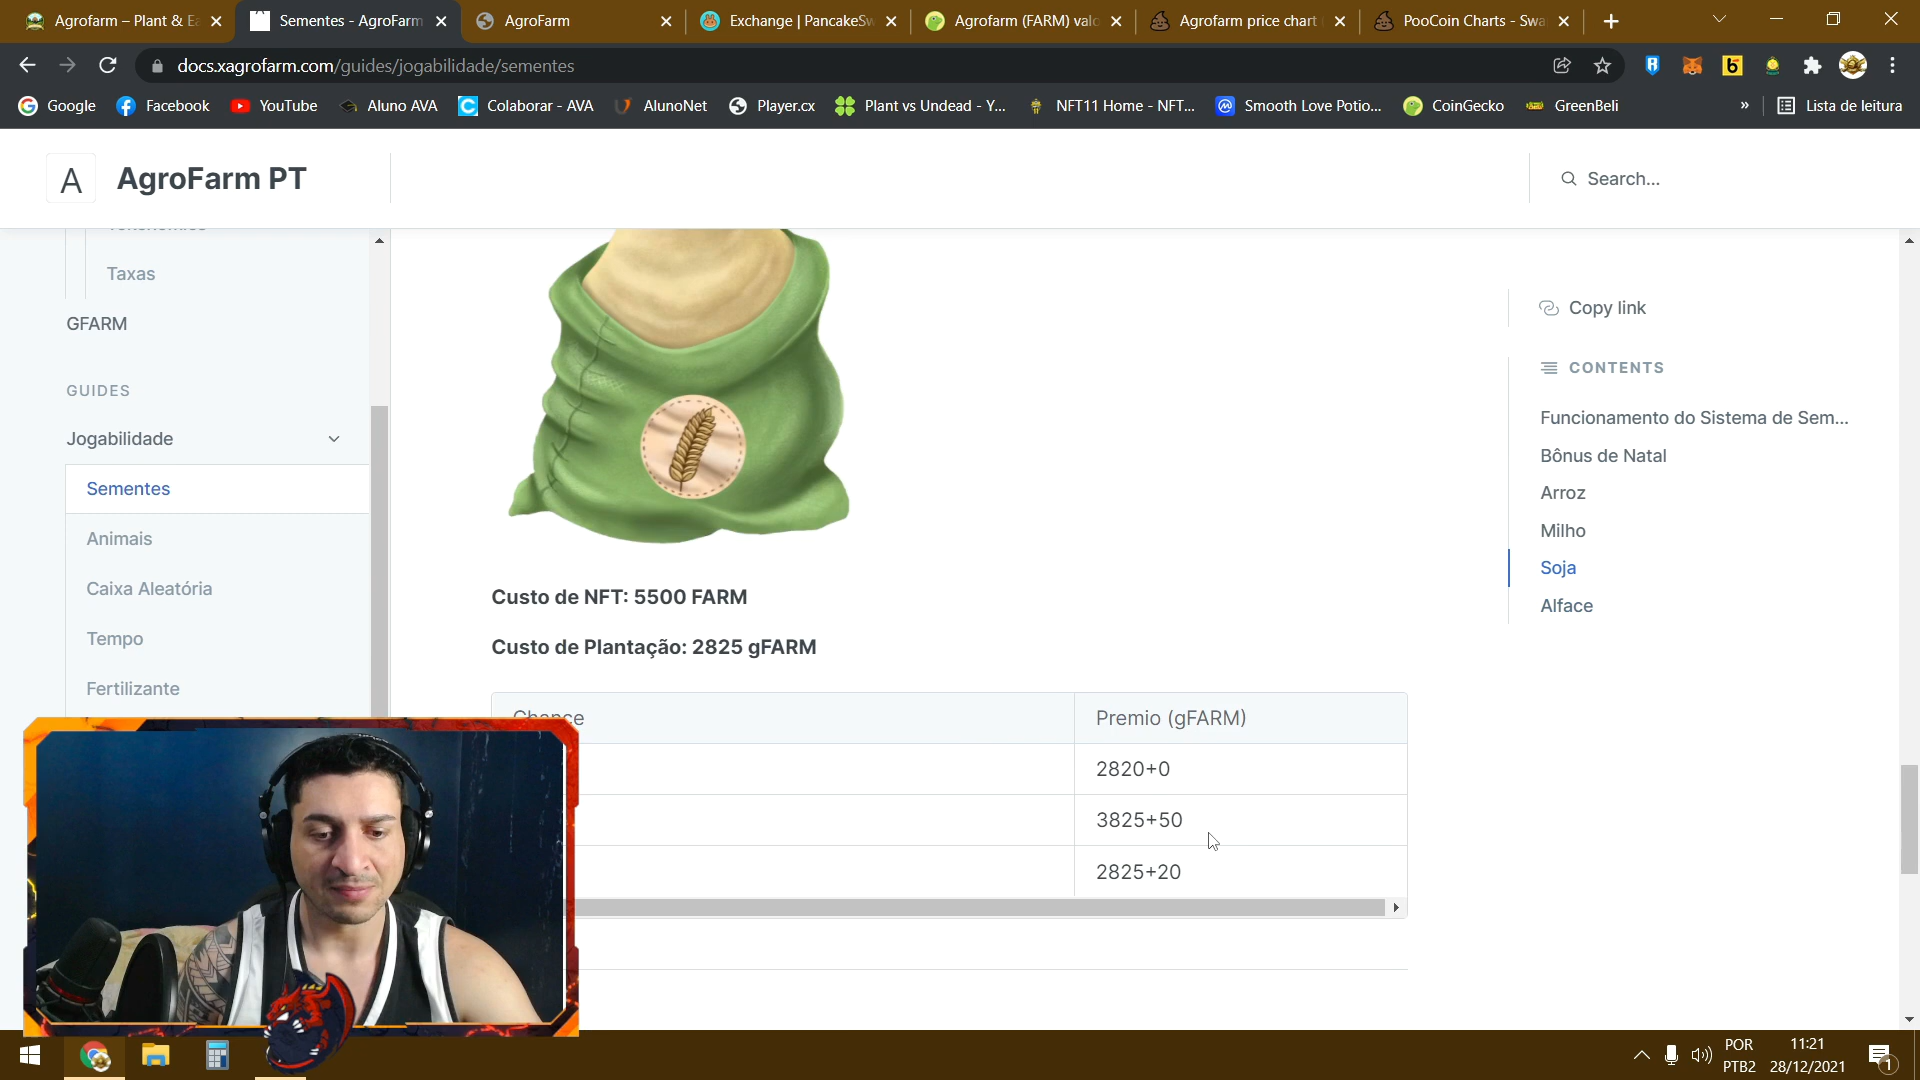 Agrofarm – Plant & Ea
Sementes - AgroFarm
AgroFarm
Exchange | PancakeSw
Agrofarm (FARM) valo
Agrofarm price chart
PooCoin Charts - Swa
docs.xagrofarm.com/guides/jogabilidade/sementes
Google
Facebook
YouTube
Aluno AVA
Colaborar - AVA
AlunoNet
Player.cx
Plant vs Undead - Y...
NFT11 Home - NFT...
Smooth Love Potio...
CoinGecko
GreenBeli
»
Lista de leitura
A
AgroFarm PT
Search...
Taxas
GFARM
GUIDES
Jogabilidade
Sementes
Animais
Caixa Aleatória
Tempo
Fertilizante
Custo de NFT: 5500 FARM
Custo de Plantação: 2825 gFARM
Chance
Premio (gFARM)
2820+0
3825+50
2825+20
Copy link
CONTENTS
Funcionamento do Sistema de Sem...
Bônus de Natal
Arroz
Milho
Soja
Alface
POR
PTB2
11:21
28/12/2021
1